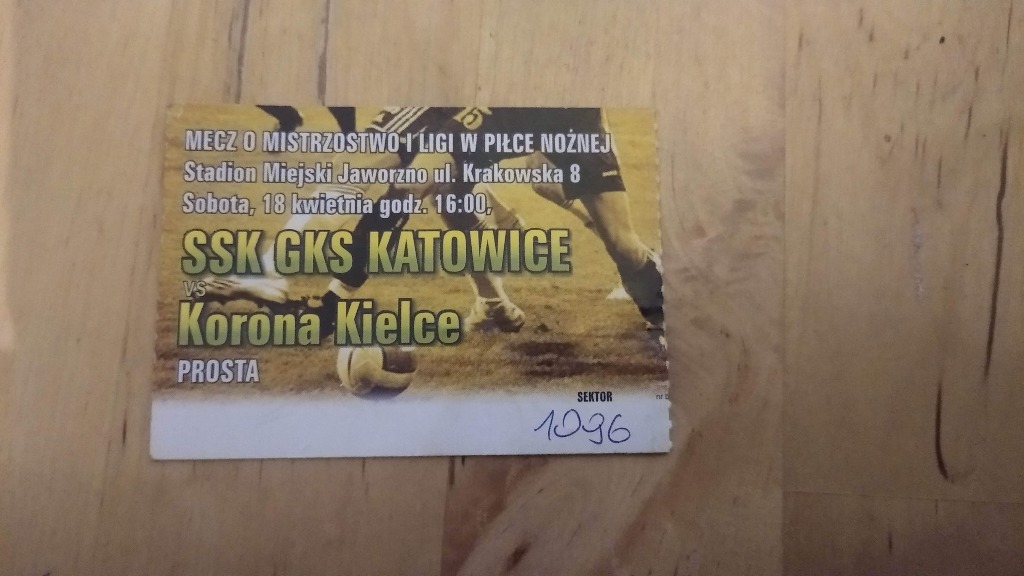 MECZ O MISTRZOSTWO I LIGI W PIŁCE NOŻNEJ
Stadion Miejski Jaworzno ul. Krakowska 8
Sobota, 18 kwietnia godz. 16:00,
SSK GKS KATOWICE
VS
Korona Kielce
PROSTA
SEKTOR
nr
1096